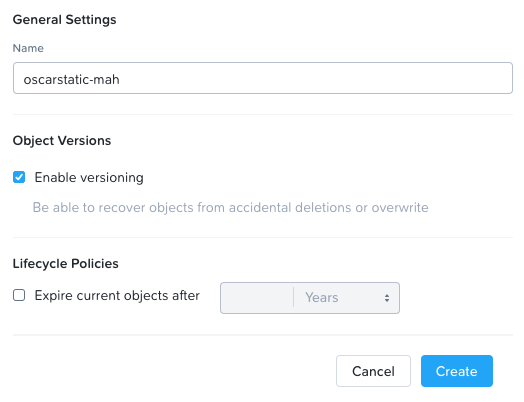 General Settings
Name
oscarstatic-mah
Object Versions
Enable versioning
Be able to recover objects from accidental deletions or overwrite
Lifecycle Policies
Expire current objects after
Years
Cancel
Create